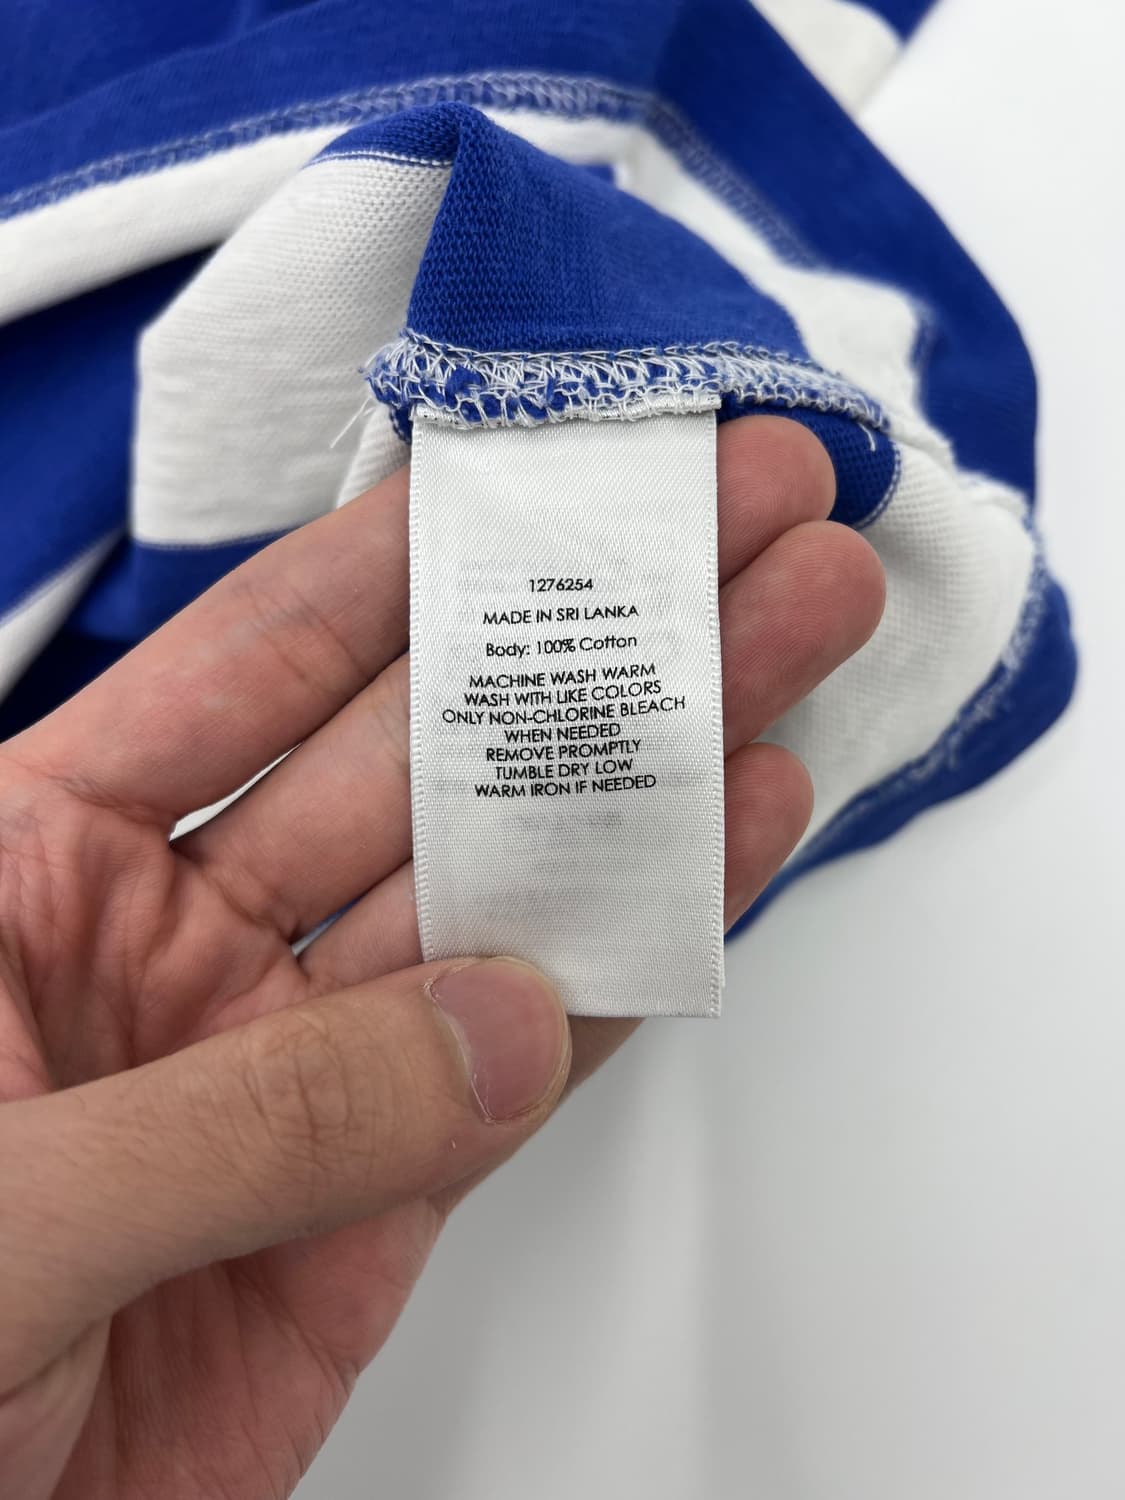 1276254
MADE IN SRI LANKA
Body: 100% Cotton
MACHINE WASH WARM
WASH WITH LIKE COLORS
ONLY NON-CHLORINE BLEACH
WHEN NEEDED
REMOVE PROMPTLY
TUMBLE DRY LOW
WARM IRON IF NEEDED